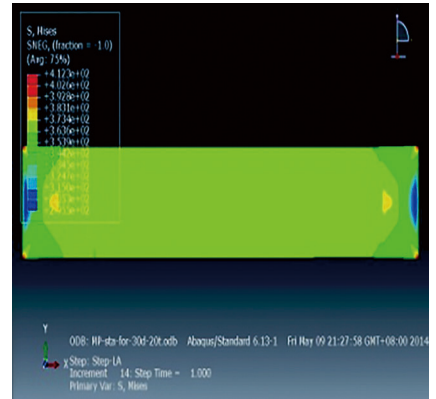 S, Mises
SNEG, (fraction = -1.0)
(Avg: 75%)
+4.123e+02
+4.026e+02
+3.928e+02
+3.831e+02
+3.734e+02
+3.636e+02
+3.539e+02
Y
X
ODB: MP-sta-for-30d-20t.odb Abaqus/Standard 6.13-1 Fri May 09 21:27:58 GMT+08:00 2014
Step: Step-LA
Increment 14: Step Time = 1.000
Primary Var: S, Mises